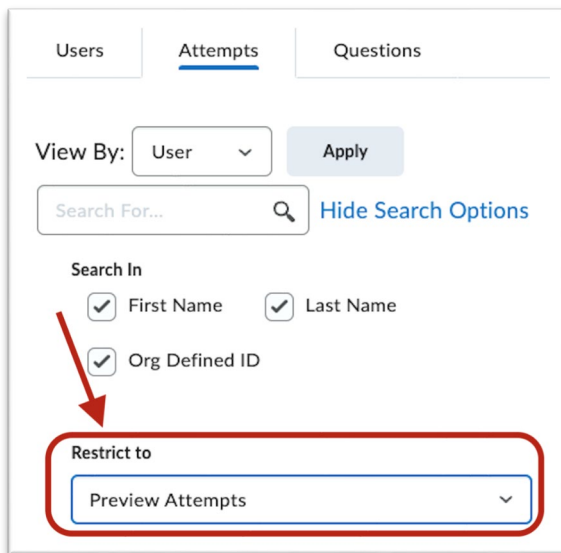 Users Attempts Questions
View By: User Apply
Search For... Hide Search Options
Search In
First Name Last Name
Org Defined ID
Restrict to
Preview Attempts